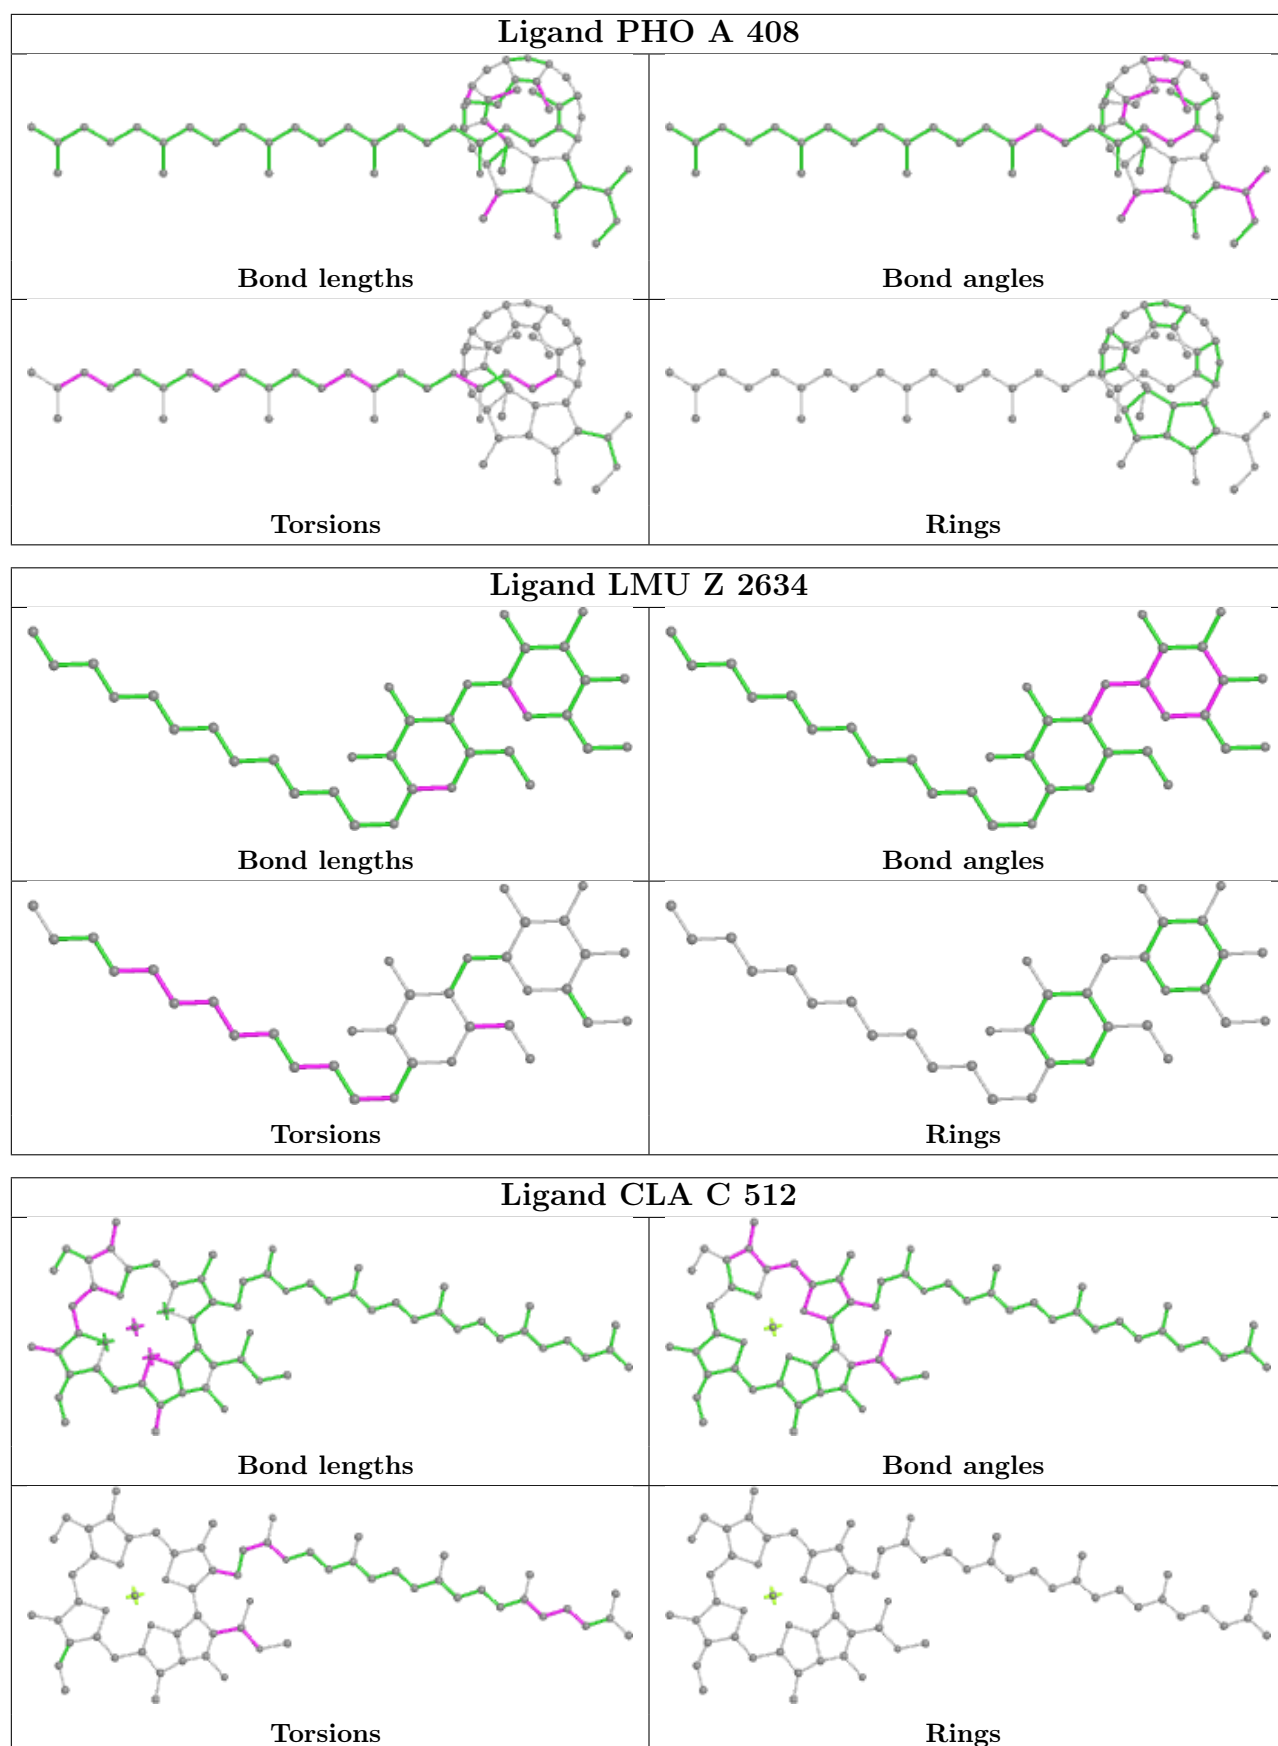 Ligand PHO A 408
Bond lengths
Bond angles
Torsions
Rings
Ligand LMU Z 2634
Bond lengths
Bond angles
Torsions
Rings
Ligand CLA C 512
Bond lengths
Bond angles
Torsions
Rings